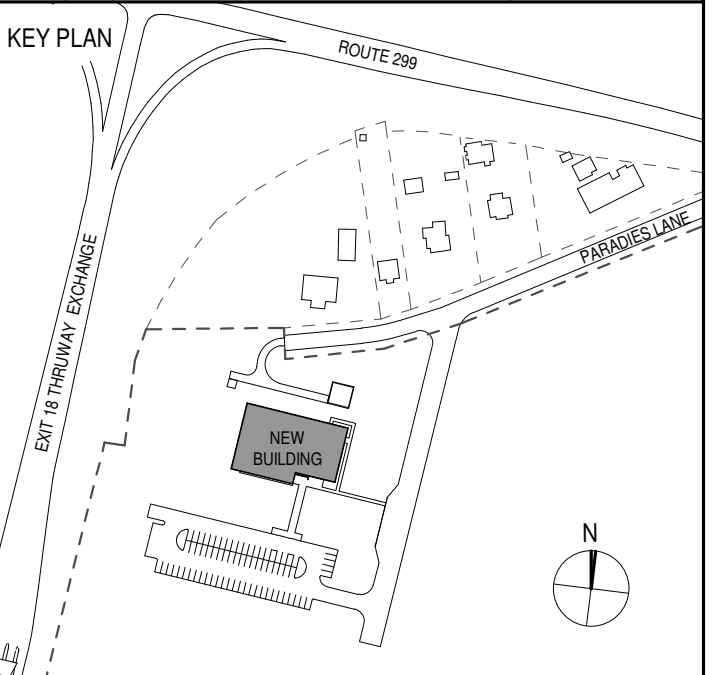 KEY PLAN
ROUTE 299
PARADIES LANE
EXIT 18 THRUWAY EXCHANGE
NEW
BUILDING
N